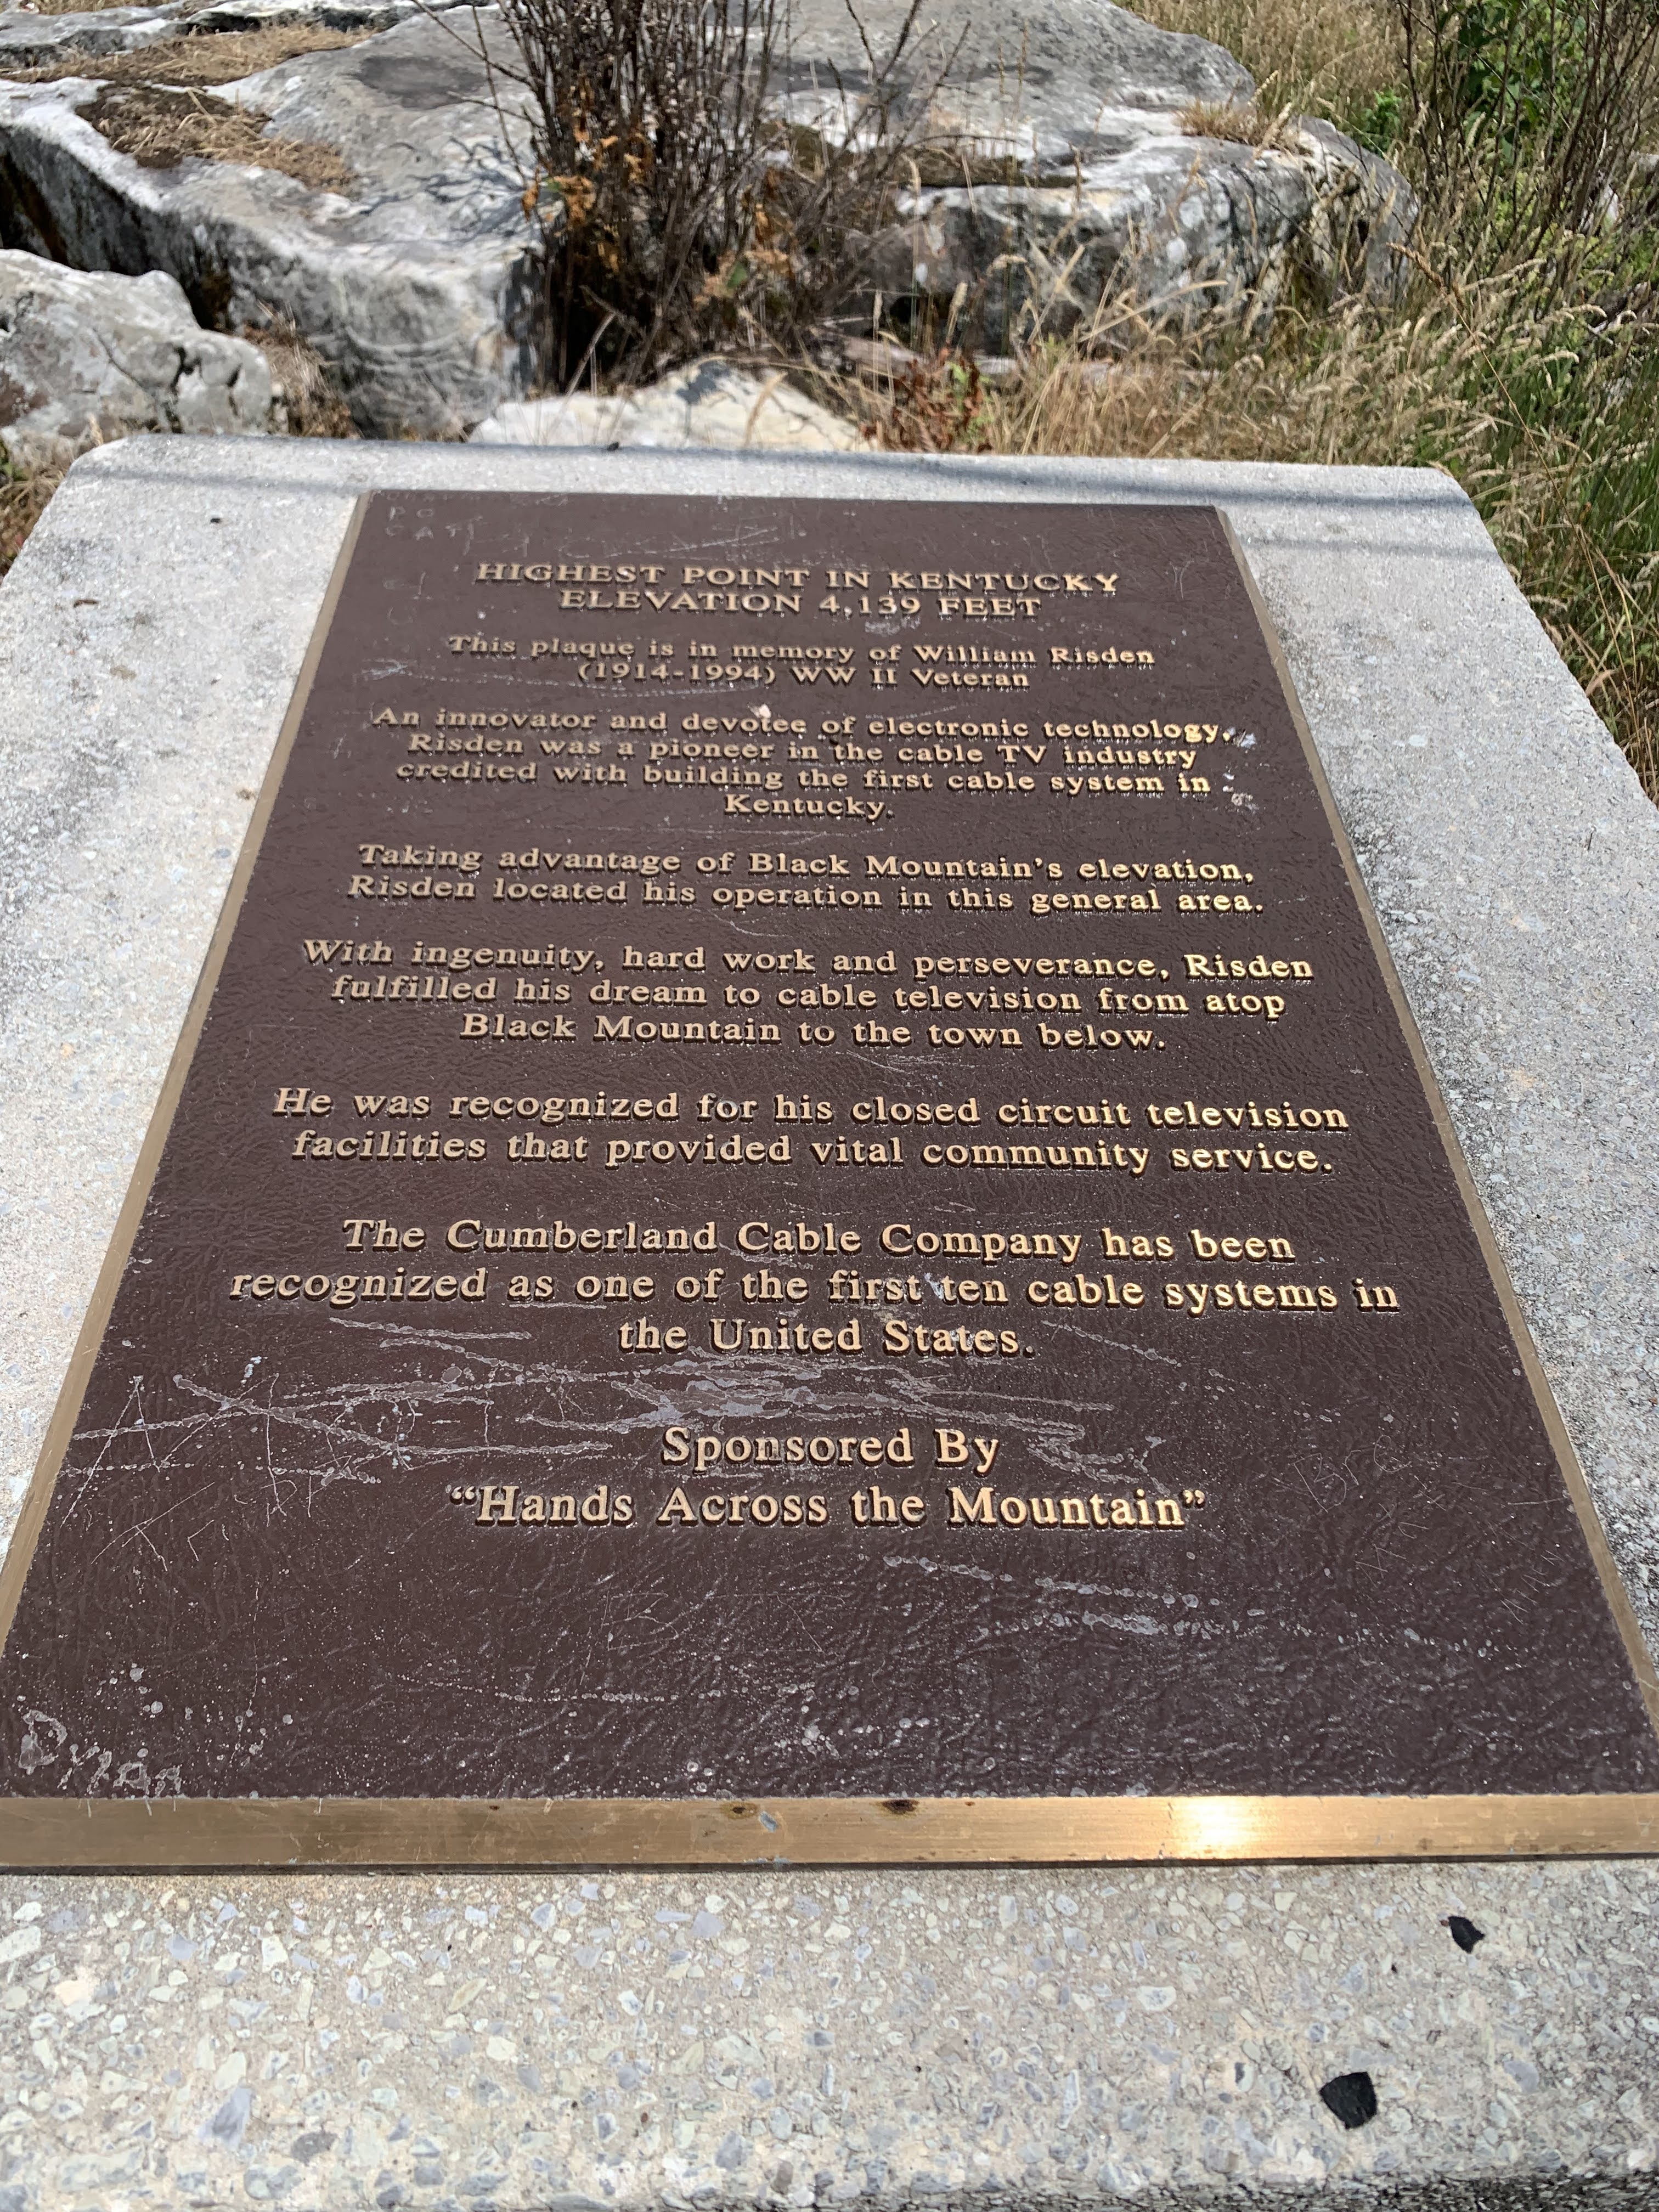 HIGHEST POINT IN KENTUCKY
ELEVATION 4,139 FEET
This plaque is in memory of William Risden
(1914-1994) WW II Veteran
An innovator and devotee of electronic technology,
Risden was a pioneer in the cable TV industry
credited with building the first cable system in
Kentucky.
Taking advantage of Black Mountain's elevation,
Risden located his operation in this general area.
With ingenuity, hard work and perseverance, Risden
fulfilled his dream to cable television from atop
Black Mountain to the town below.
He was recognized for his closed circuit television
facilities that provided vital community service.
The Cumberland Cable Company has been
recognized as one of the first ten cable systems in
the United States.
Sponsored By
"Hands Across the Mountain"